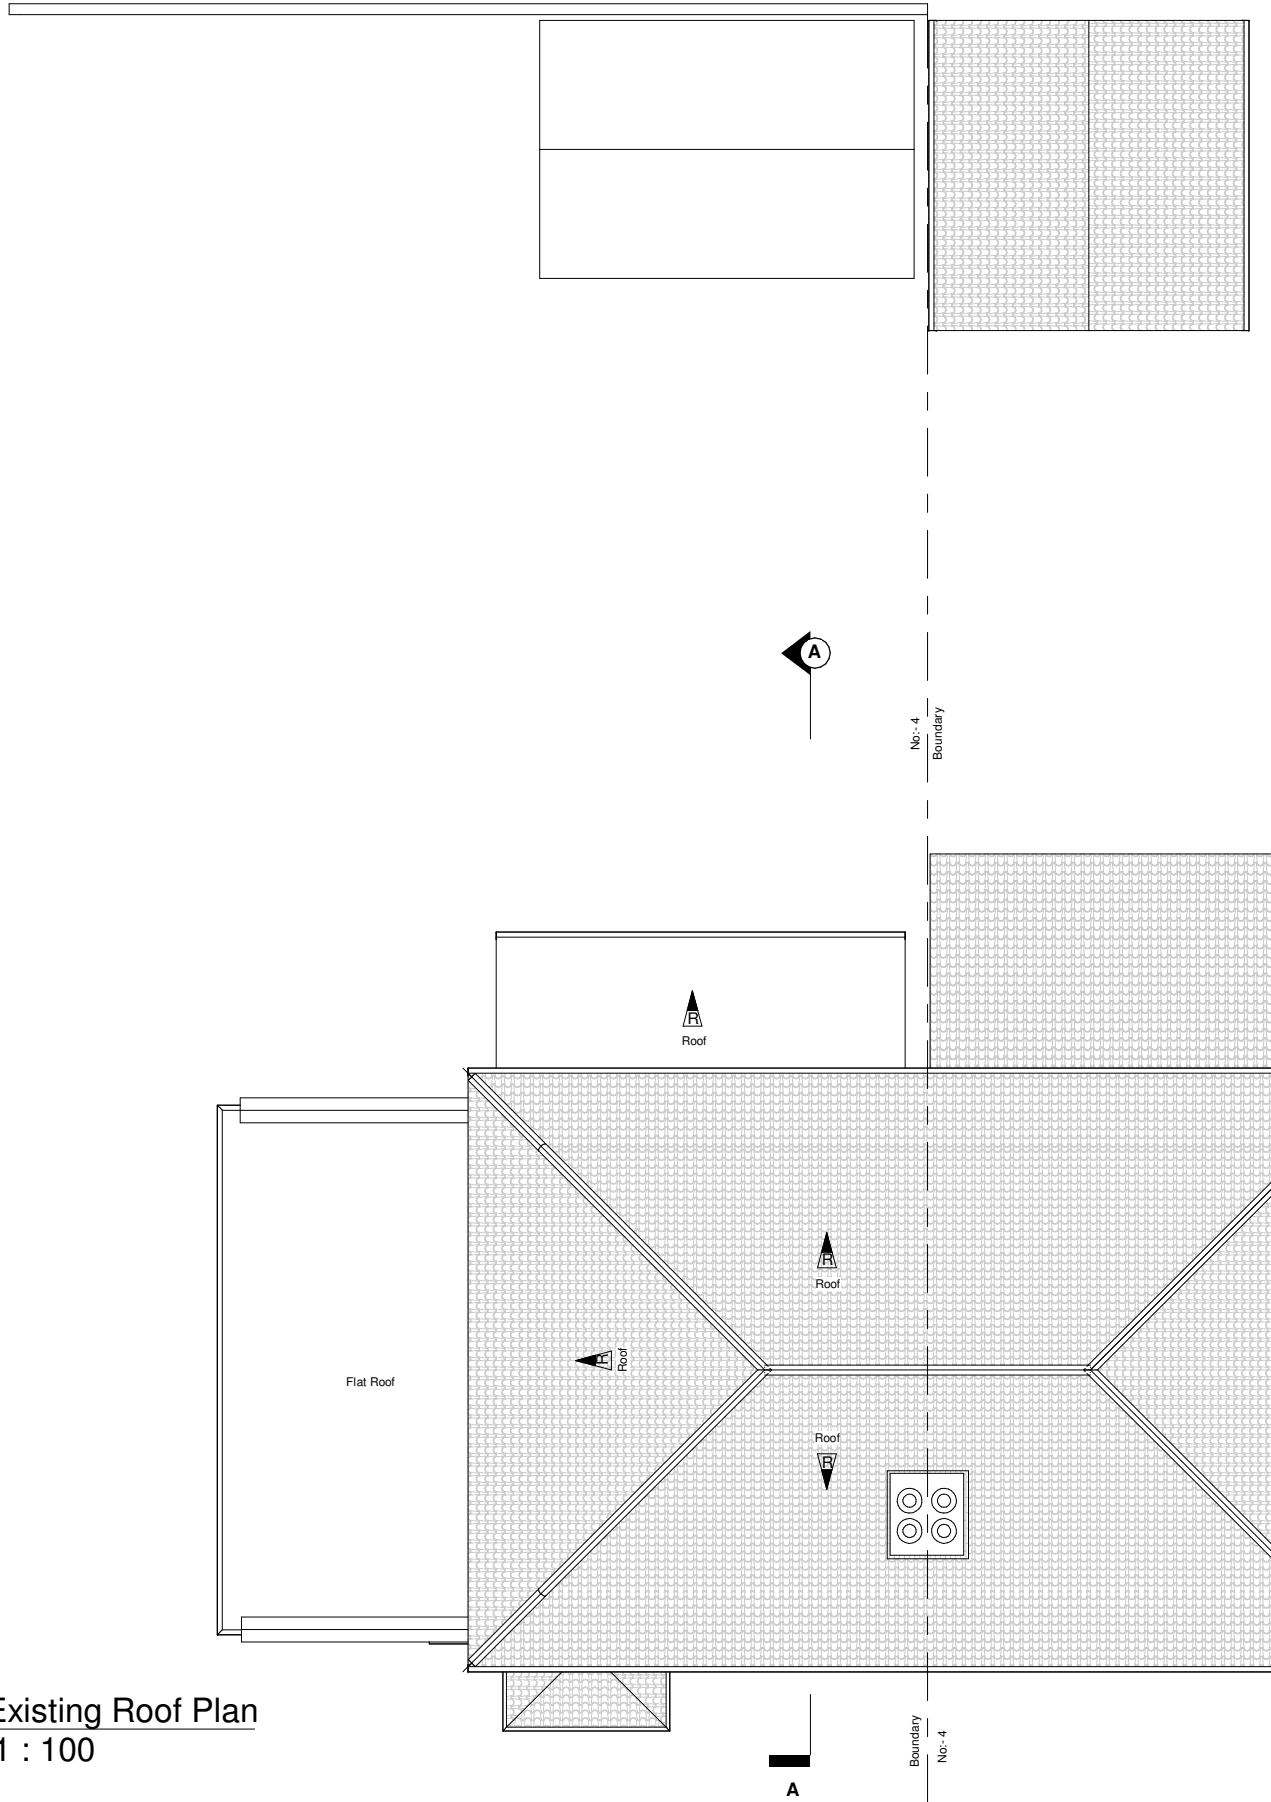 A
No:- 4
Boundary
R
Roof
R
Roof
R
Roof
Flat Roof
Roof
R
Existing Roof Plan
1 : 100
Boundary
No:- 4
A